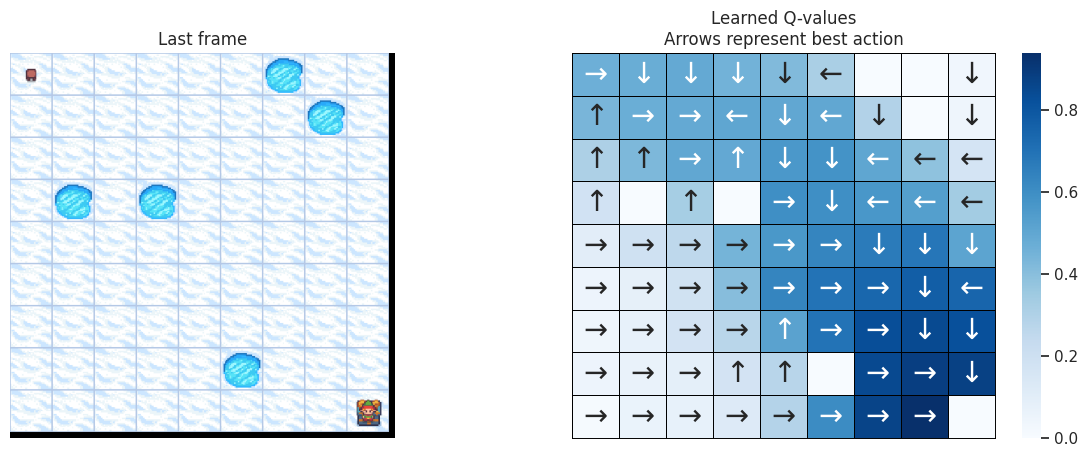 Last frame
Learned Q-values
Arrows represent best action
→ ↓ ↓ ↓ ↓ ← ↓
↑ → → ← ↓ ← ↓ ↓
↑ ↑ → ↑ ↓ ↓ ← ← ←
↑ ↑ → ↓ ← ← ←
→ → → → → → ↓ ↓ ↓
→ → → → → → → ↓ ←
→ → → → ↑ → → ↓ ↓
→ → → ↑ ↑ → → ↓
→ → → → → → → →
0.8
0.6
0.4
0.2
0.0